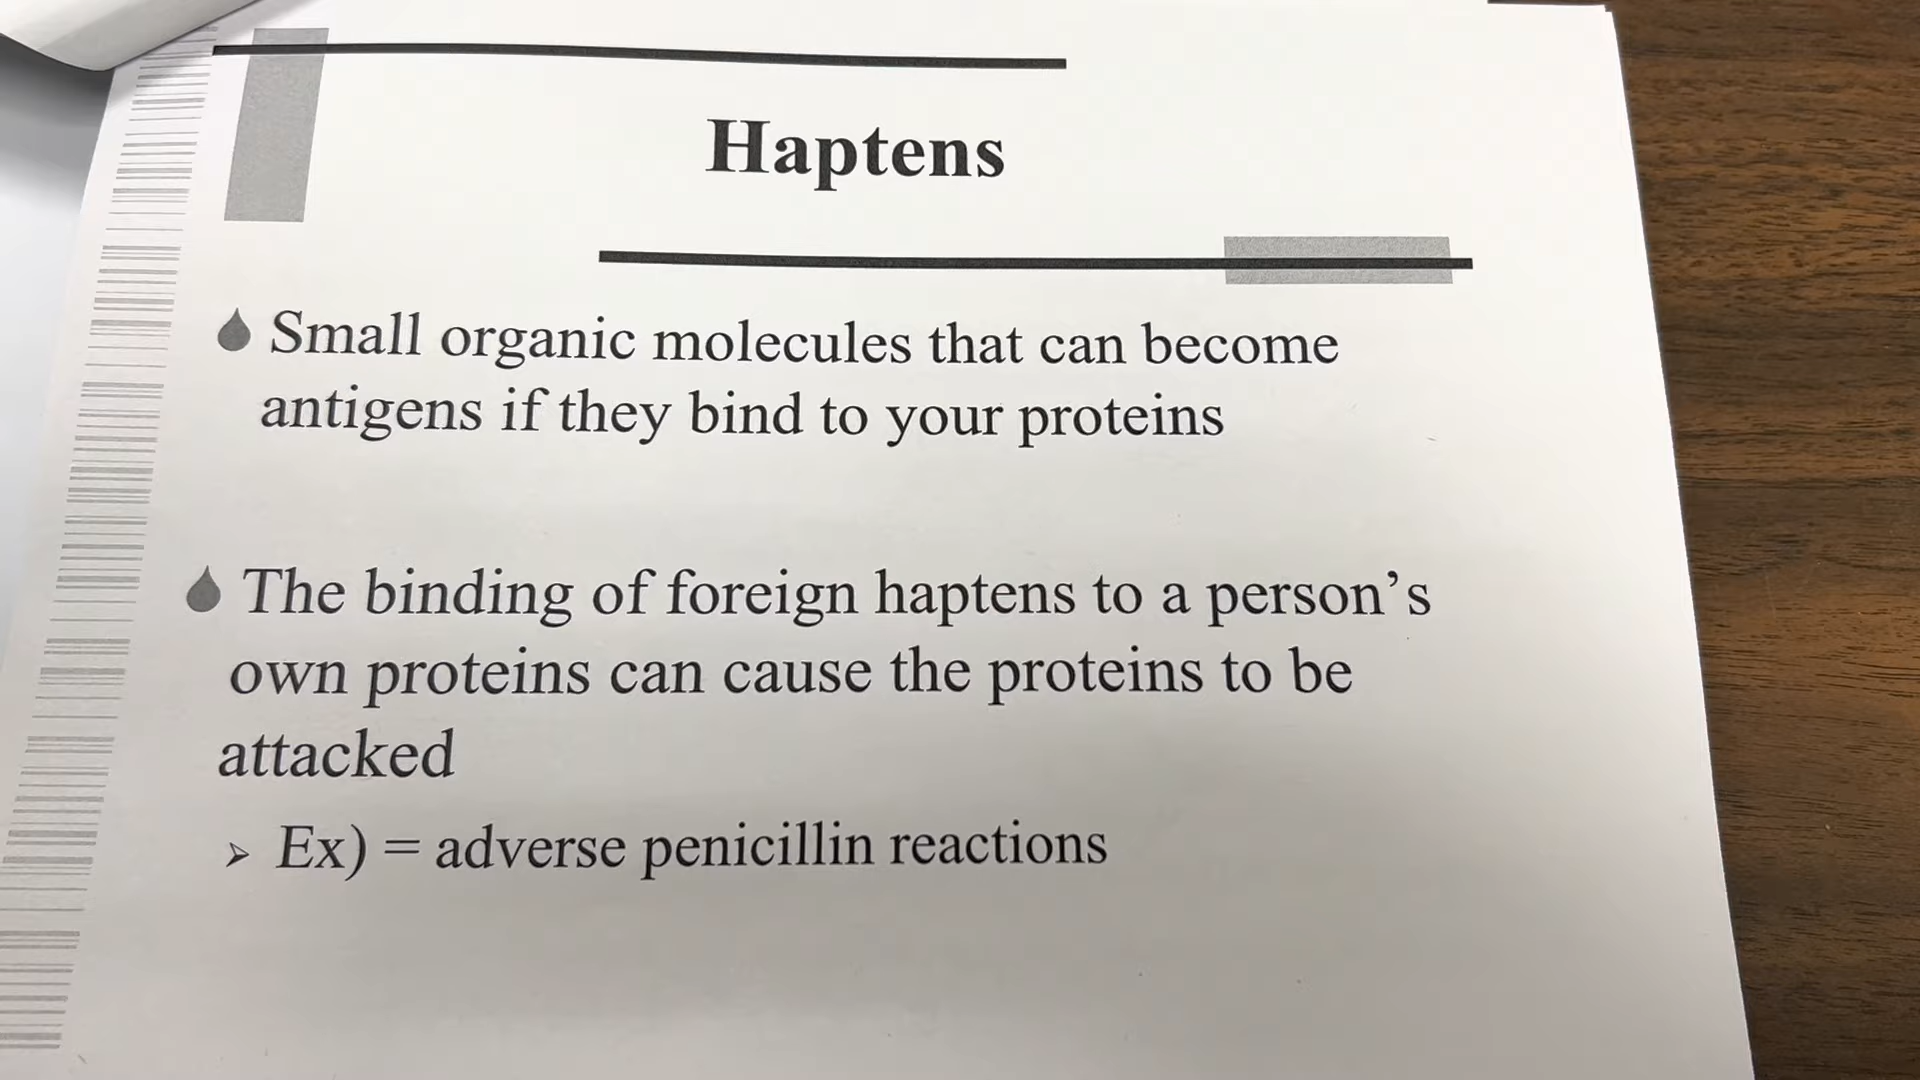 Haptens
Small organic molecules that can become
antigens if they bind to your proteins
The binding of foreign haptens to a person's
own proteins can cause the proteins to be
attacked
Ex) = adverse penicillin reactions